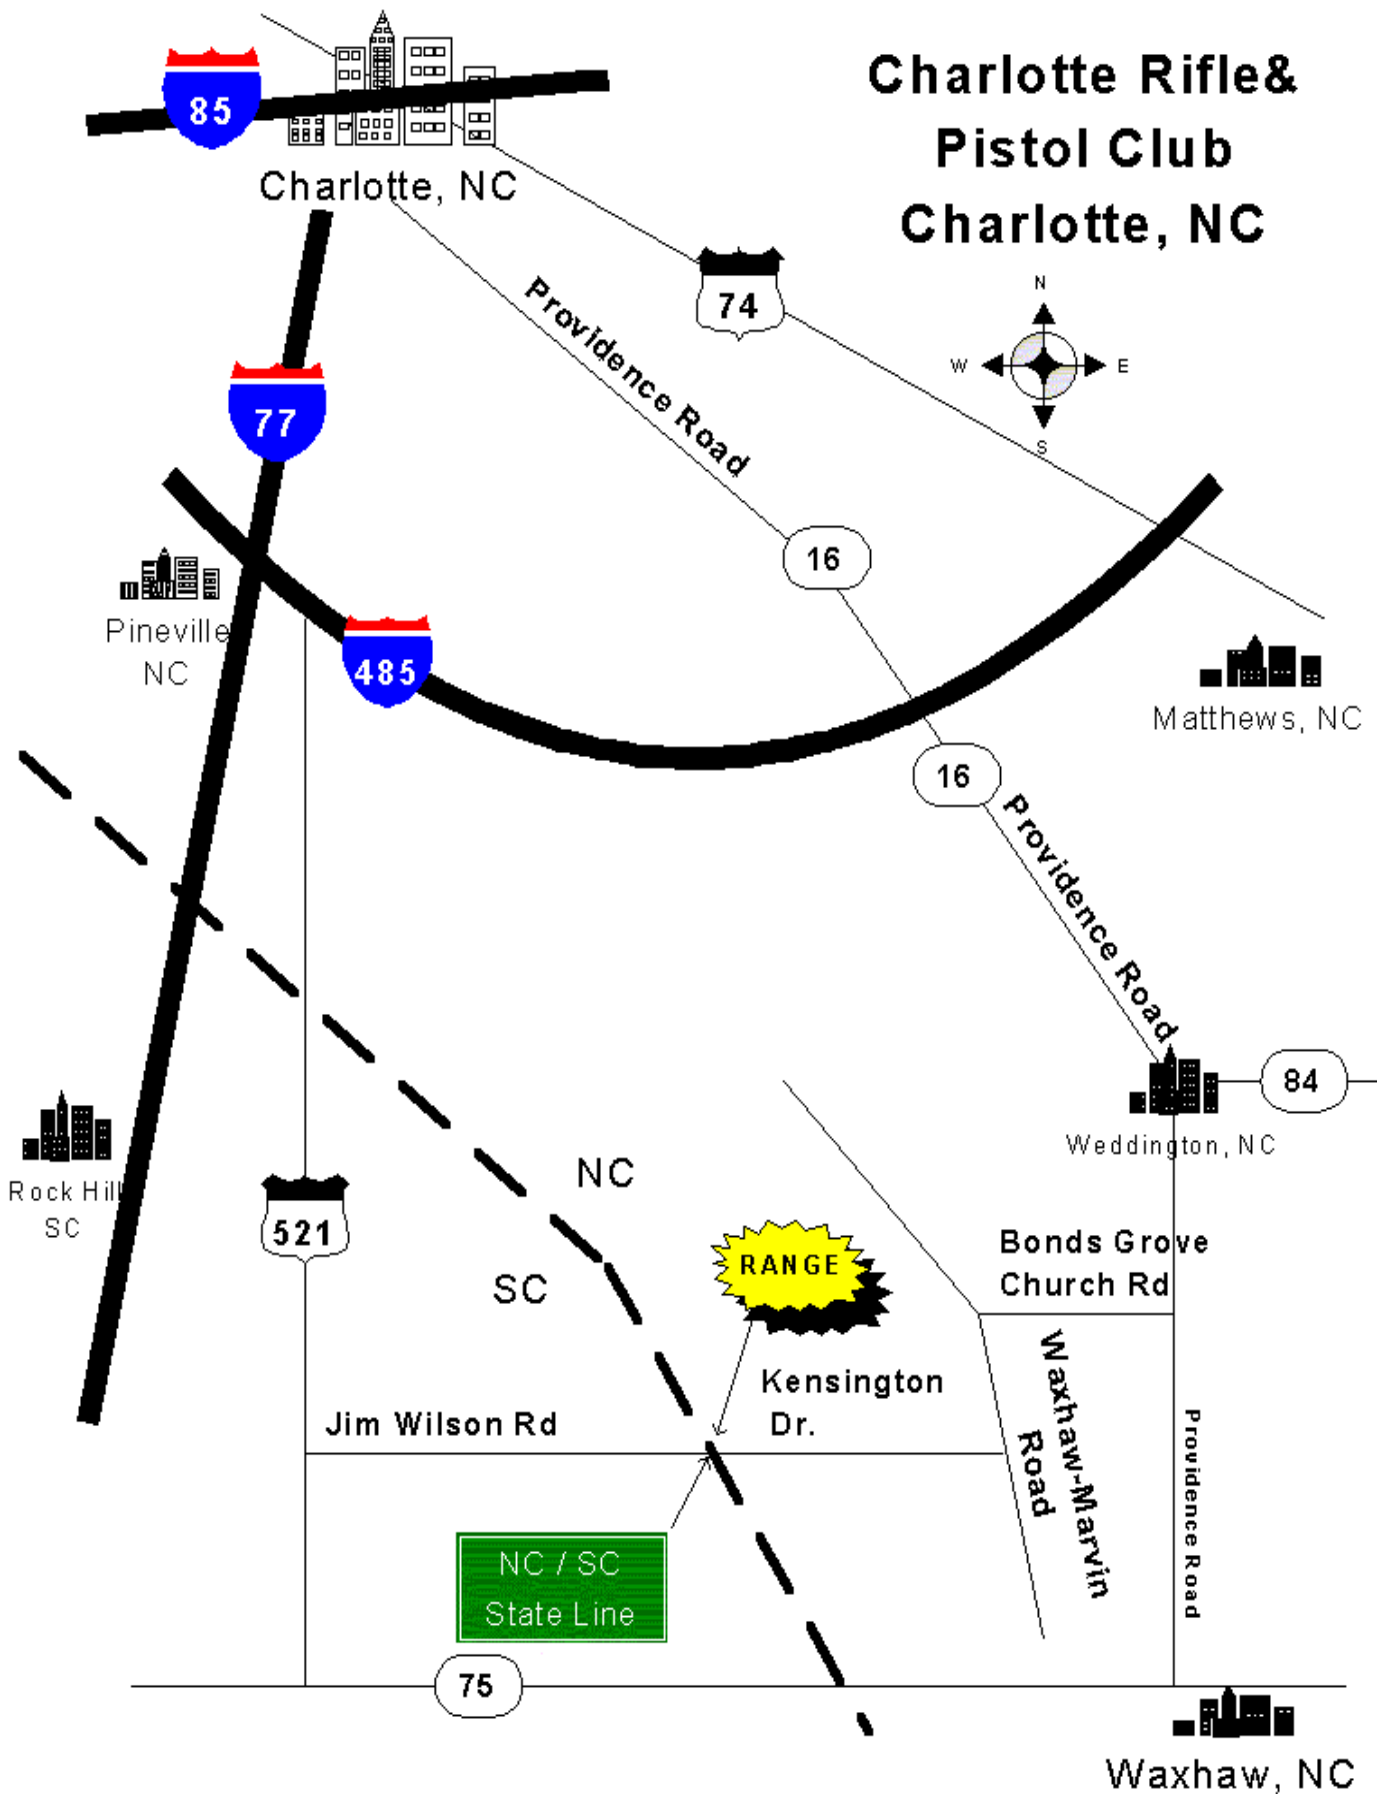 Charlotte Rifle&
Pistol Club
Charlotte, NC
85
Charlotte, NC
74
Providence Road
N
W
E
S
77
16
Pineville
NC
485
Matthews, NC
16
Providence Road
84
Weddington, NC
Rock Hill
SC
521
NC
SC
RANGE
Bonds Grove
Church Rd
Kensington
Dr.
Jim Wilson Rd
Waxhaw-Marvin
Road
Providence Road
NC / SC
State Line
75
Waxhaw, NC